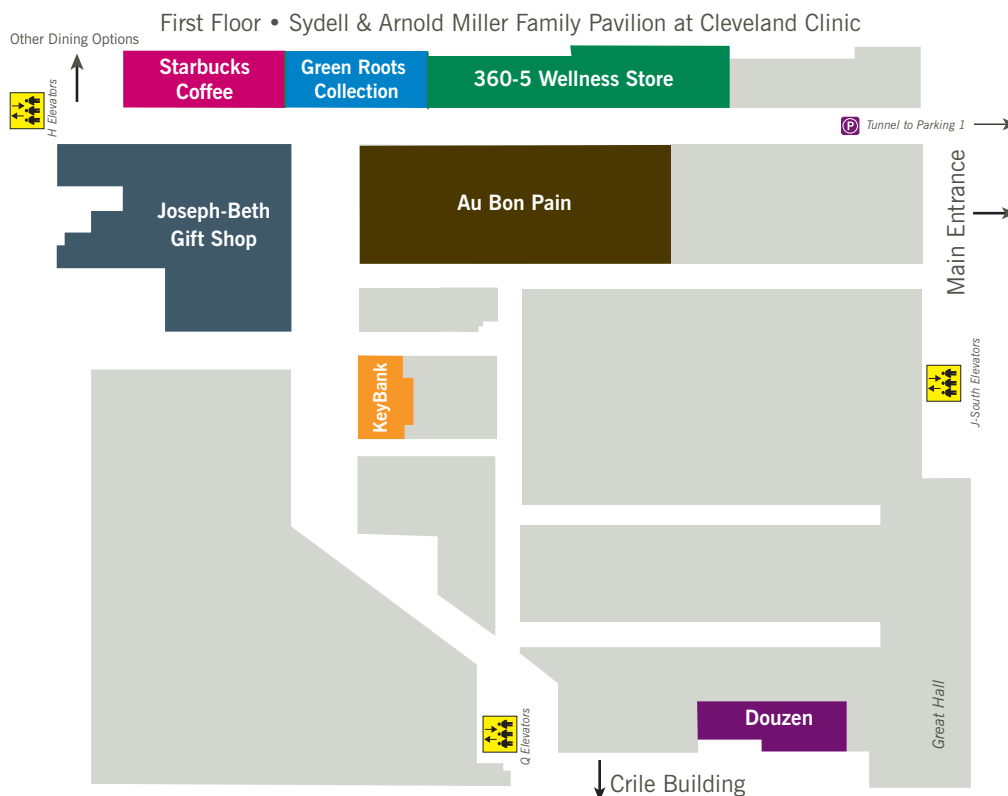 First Floor • Sydell & Arnold Miller Family Pavilion at Cleveland Clinic
Other Dining Options
Starbucks
Coffee
Green Roots
Collection
360-5 Wellness Store
H Elevators
P
Tunnel to Parking 1
Joseph-Beth
Gift Shop
Au Bon Pain
Main Entrance
KeyBank
J-South Elevators
Great Hall
Douzen
Q Elevators
Crile Building